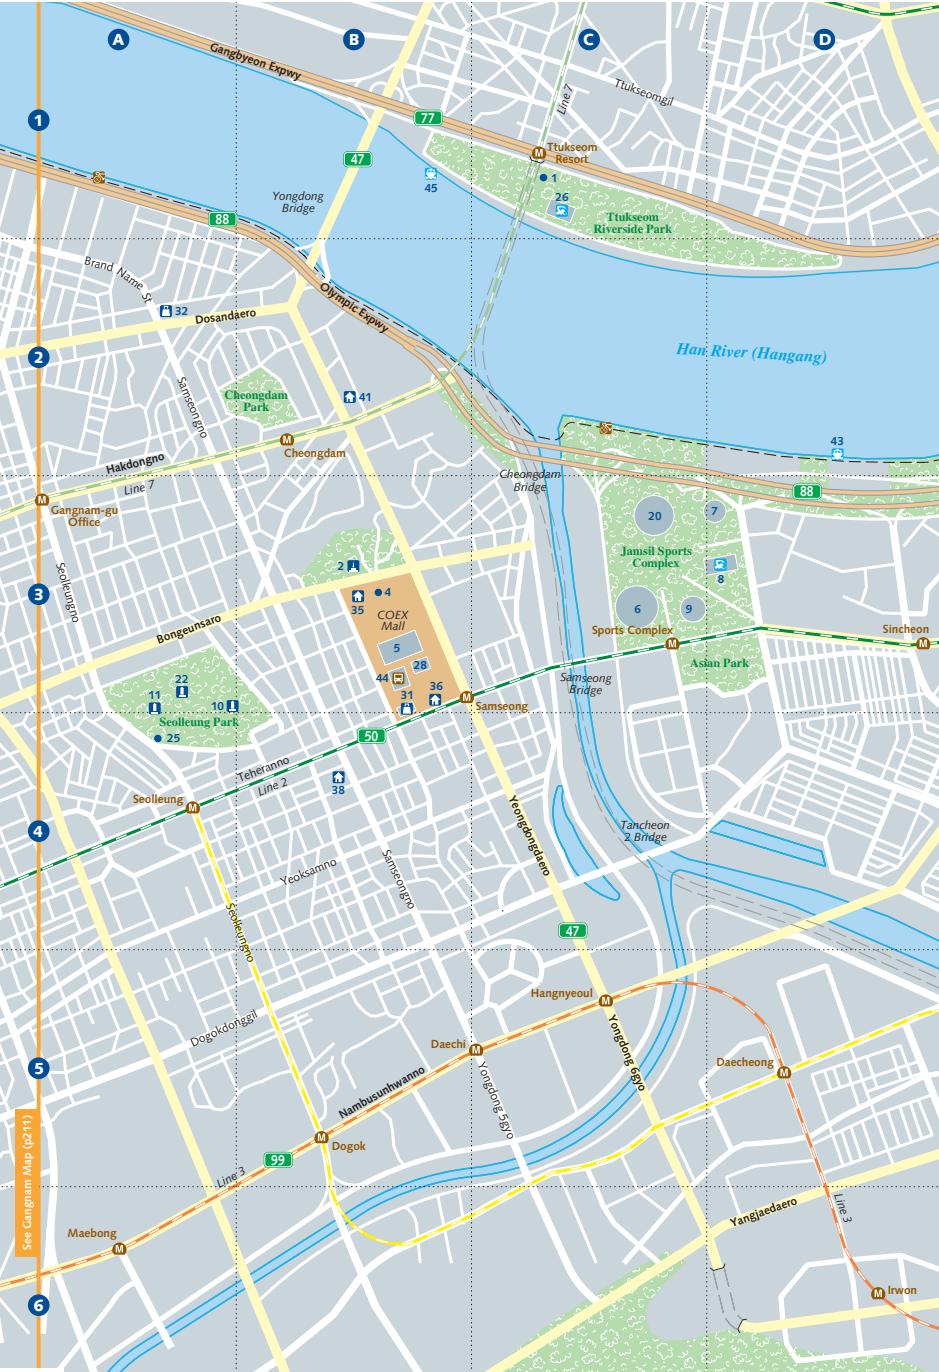 A
B
C
D
Gangbyeon Expwy
Ttukseomgil
Line 7
1
77
Ttukseom
Resort
M
47
1
45
26
Yongdong
Bridge
88
Ttukseom
Riverside Park
Brand Name St
32
Dosandaero
Olympic Expwy
2
Han River (Hangang)
Samseongno
Cheongdam
Park
41
M
Cheongdam
43
Hakdongno
Line 7
Cheongdam
Bridge
88
M
Gangnam-gu
Office
20
7
Jamsil Sports
Complex
2
8
Seolleungno
3
35
4
COEX
Mall
6
9
Bongeunsaro
Sports Complex
M
Sincheon
M
5
28
Asian Park
22
44
36
Samseong
Bridge
11
10
31
M
Samseong
Seolleung Park
25
50
Teheranno
Line 2
38
Seolleung
M
4
Yeongdongdaero
Tancheon
2 Bridge
Yeoksamno
Samseongno
Seolleungno
47
Hangnyeoul
M
Dogokdonggil
Yongdong 6gyo
Daechi
M
5
Daecheong
M
Nambusunhwanno
Yongdong 5gyo
See Gangnam Map (p211)
M
Dogok
99
Line 3
Yangjaedaero
Line 3
Maebong
M
6
M
Irwon